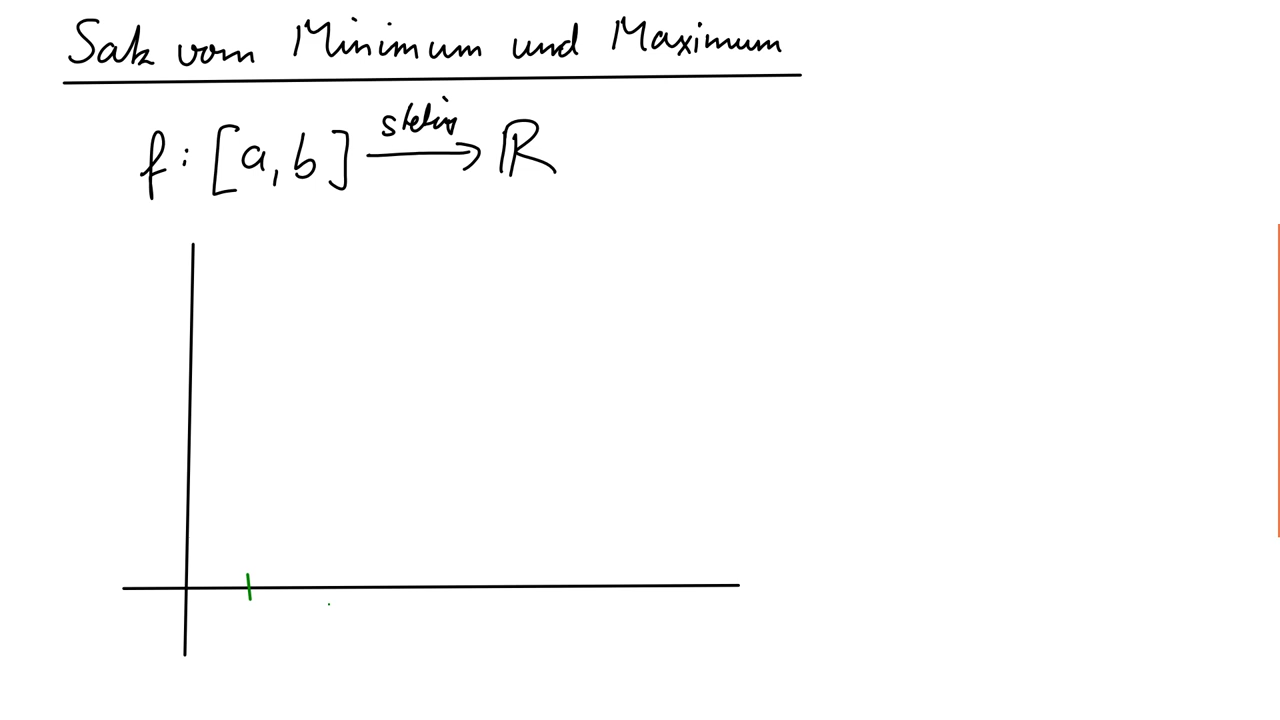 Satz vom Minimum und Maximum
stetig
f: [a, b] ⟶ ℝ